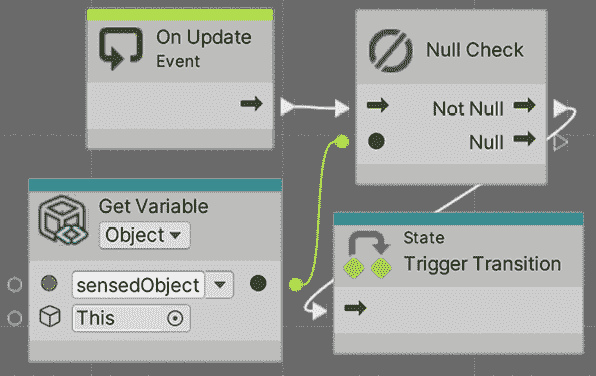 On Update
Event
Null Check
Not Null
Null
Get Variable
Object
sensedObject
This
State
Trigger Transition